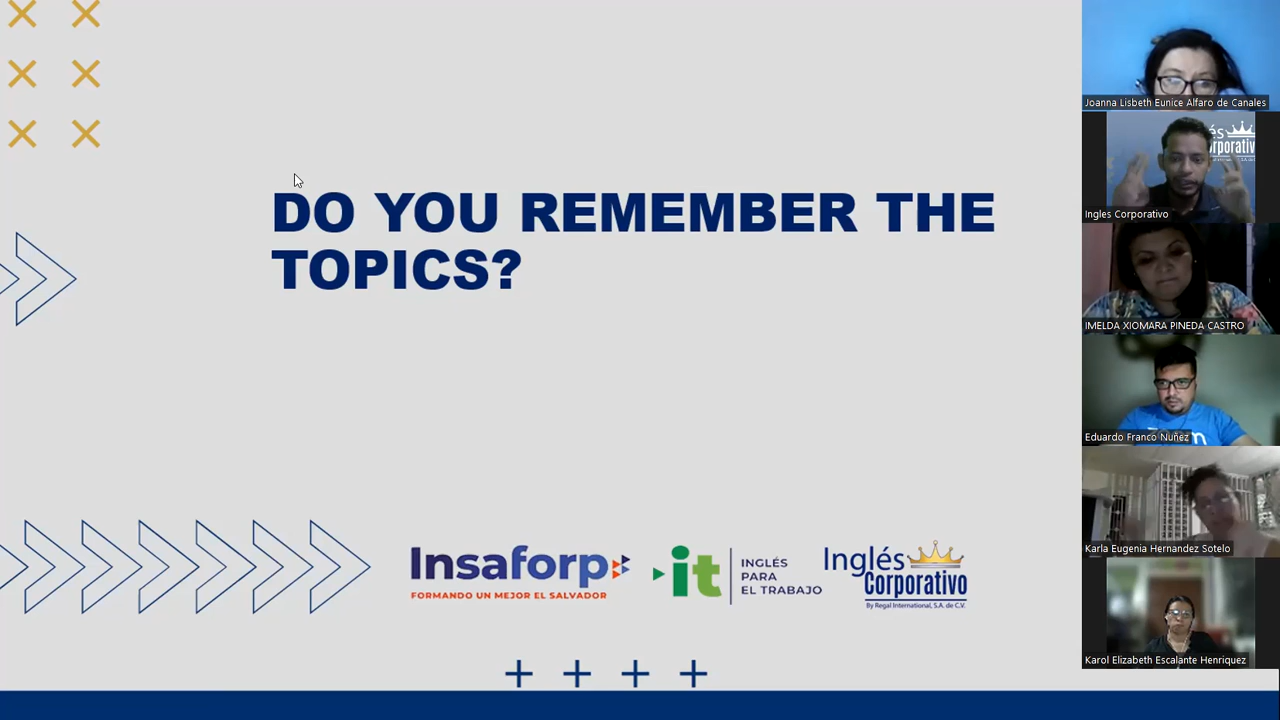 DO YOU REMEMBER THE
TOPICS?
Insaforp
FORMANDO UN MEJOR EL SALVADOR
it
INGLÉS
PARA
EL TRABAJO
Inglés
Corporativo
By Regal International, S.A. de C.V.
Joanna Lisbeth Eunice Alfaro de Canales
Ingles Corporativo
IMELDA XIOMARA PINEDA CASTRO
Eduardo Franco Nuñez
Karla Eugenia Hernandez Sotelo
Karol Elizabeth Escalante Henriquez